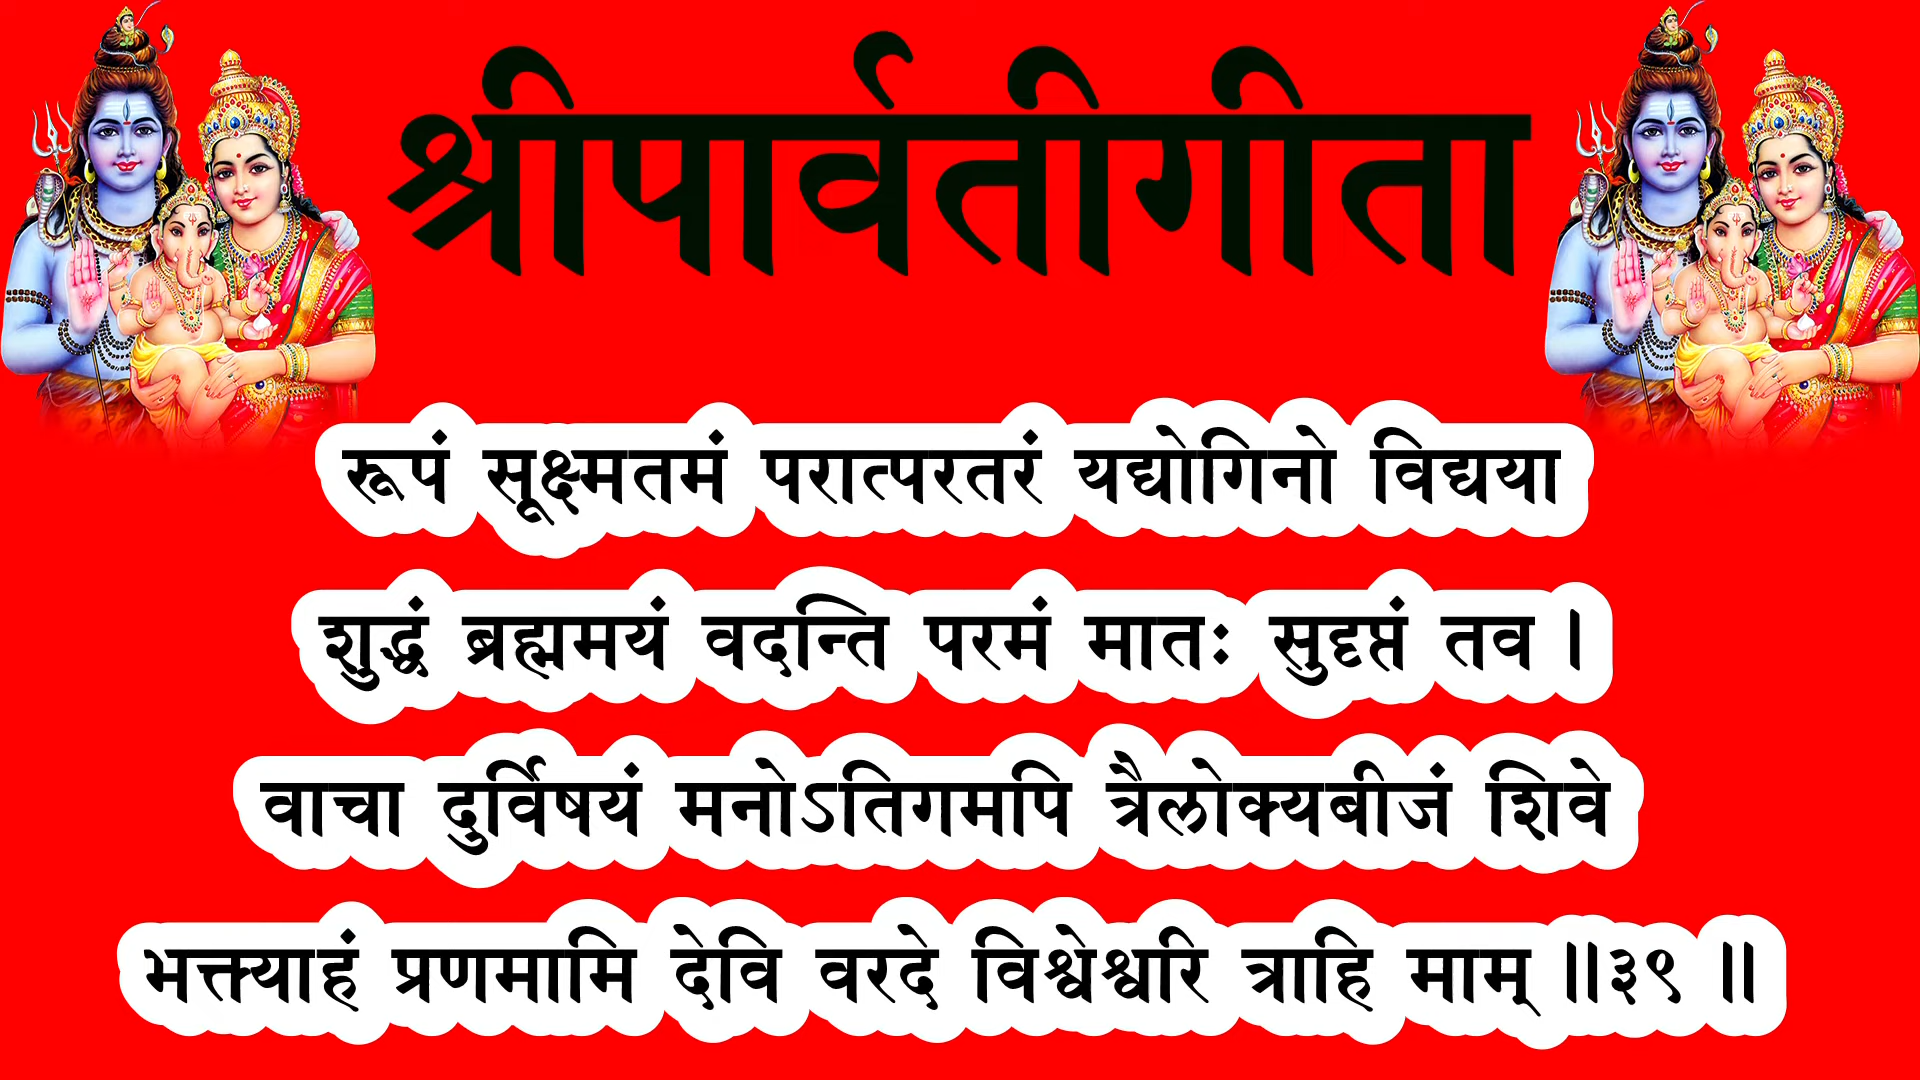 श्रीपार्वतीगीता
रूपं सूक्ष्मतमं परात्परतरं यद्योगिनो विद्यया
शुद्धं ब्रह्ममयं वदन्ति परमं मातः सुदृप्तं तव ।
वाचा दुर्विषयं मनोऽतिगमपि त्रैलोक्यबीजं शिवे
भक्त्याहं प्रणमामि देवि वरदे विश्वेश्वरि त्राहि माम् ॥३९ ॥